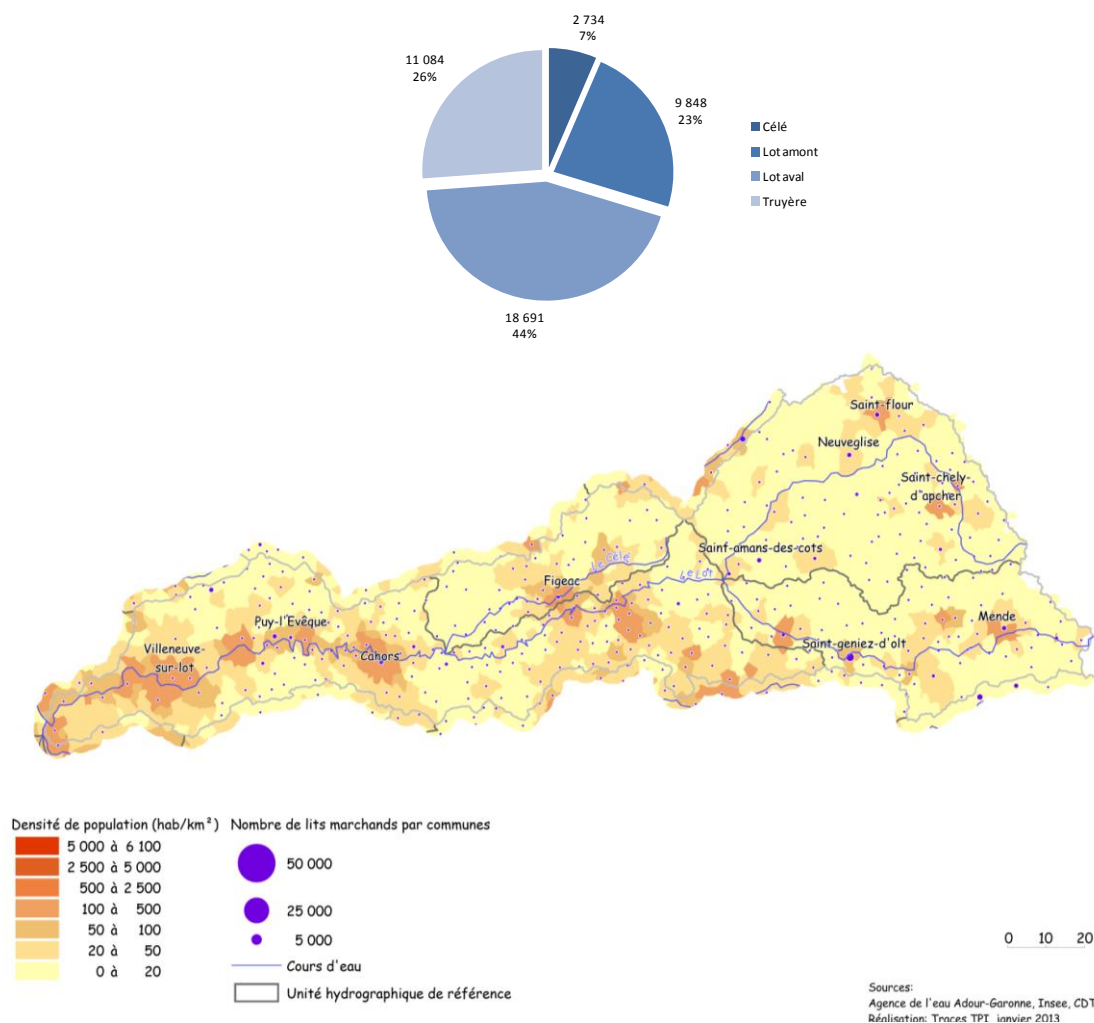 2 734
7%
11 084
26%
9 848
23%
Célé
Lot amont
Lot aval
Truyère
18 691
44%
Saint-flour
Neuveglise
Saint-chely-
d'apcher
Saint-amans-des-cots
Le Célé
Le Lot
Figeac
Mende
Puy-l'Evêque
Saint-geniez-d'olt
Villeneuve-
sur-lot
Cahors
Densité de population (hab/km²)
5 000 à 6 100
2 500 à 5 000
500 à 2 500
100 à 500
50 à 100
20 à 50
0 à 20
Nombre de lits marchands par communes
50 000
25 000
5 000
Cours d'eau
Unité hydrographique de référence
0 10 20
Sources:
Agence de l'eau Adour-Garonne, Insee, CDT
Réalisation: Traces TPI, janvier 2013